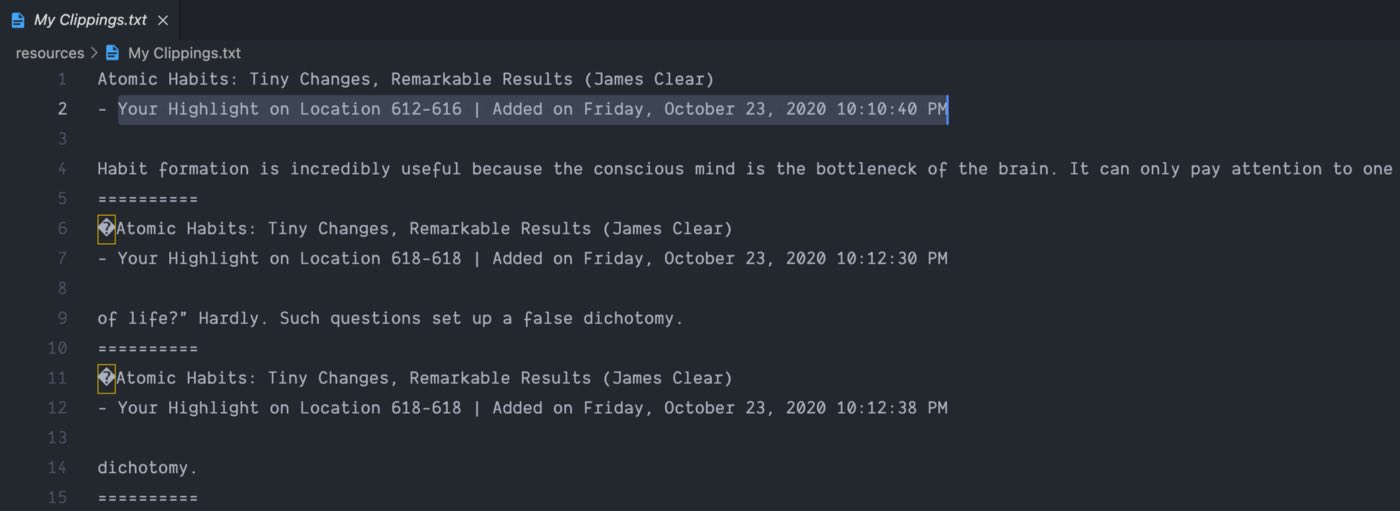 My Clippings.txt ×
resources > My Clippings.txt
1 Atomic Habits: Tiny Changes, Remarkable Results (James Clear)
2 - Your Highlight on Location 612-616 | Added on Friday, October 23, 2020 10:10:40 PM
3
4 Habit formation is incredibly useful because the conscious mind is the bottleneck of the brain. It can only pay attention to one
5 ==========
6 �Atomic Habits: Tiny Changes, Remarkable Results (James Clear)
7 - Your Highlight on Location 618-618 | Added on Friday, October 23, 2020 10:12:30 PM
8
9 of life?” Hardly. Such questions set up a false dichotomy.
10 ==========
11 �Atomic Habits: Tiny Changes, Remarkable Results (James Clear)
12 - Your Highlight on Location 618-618 | Added on Friday, October 23, 2020 10:12:38 PM
13
14 dichotomy.
15 ==========